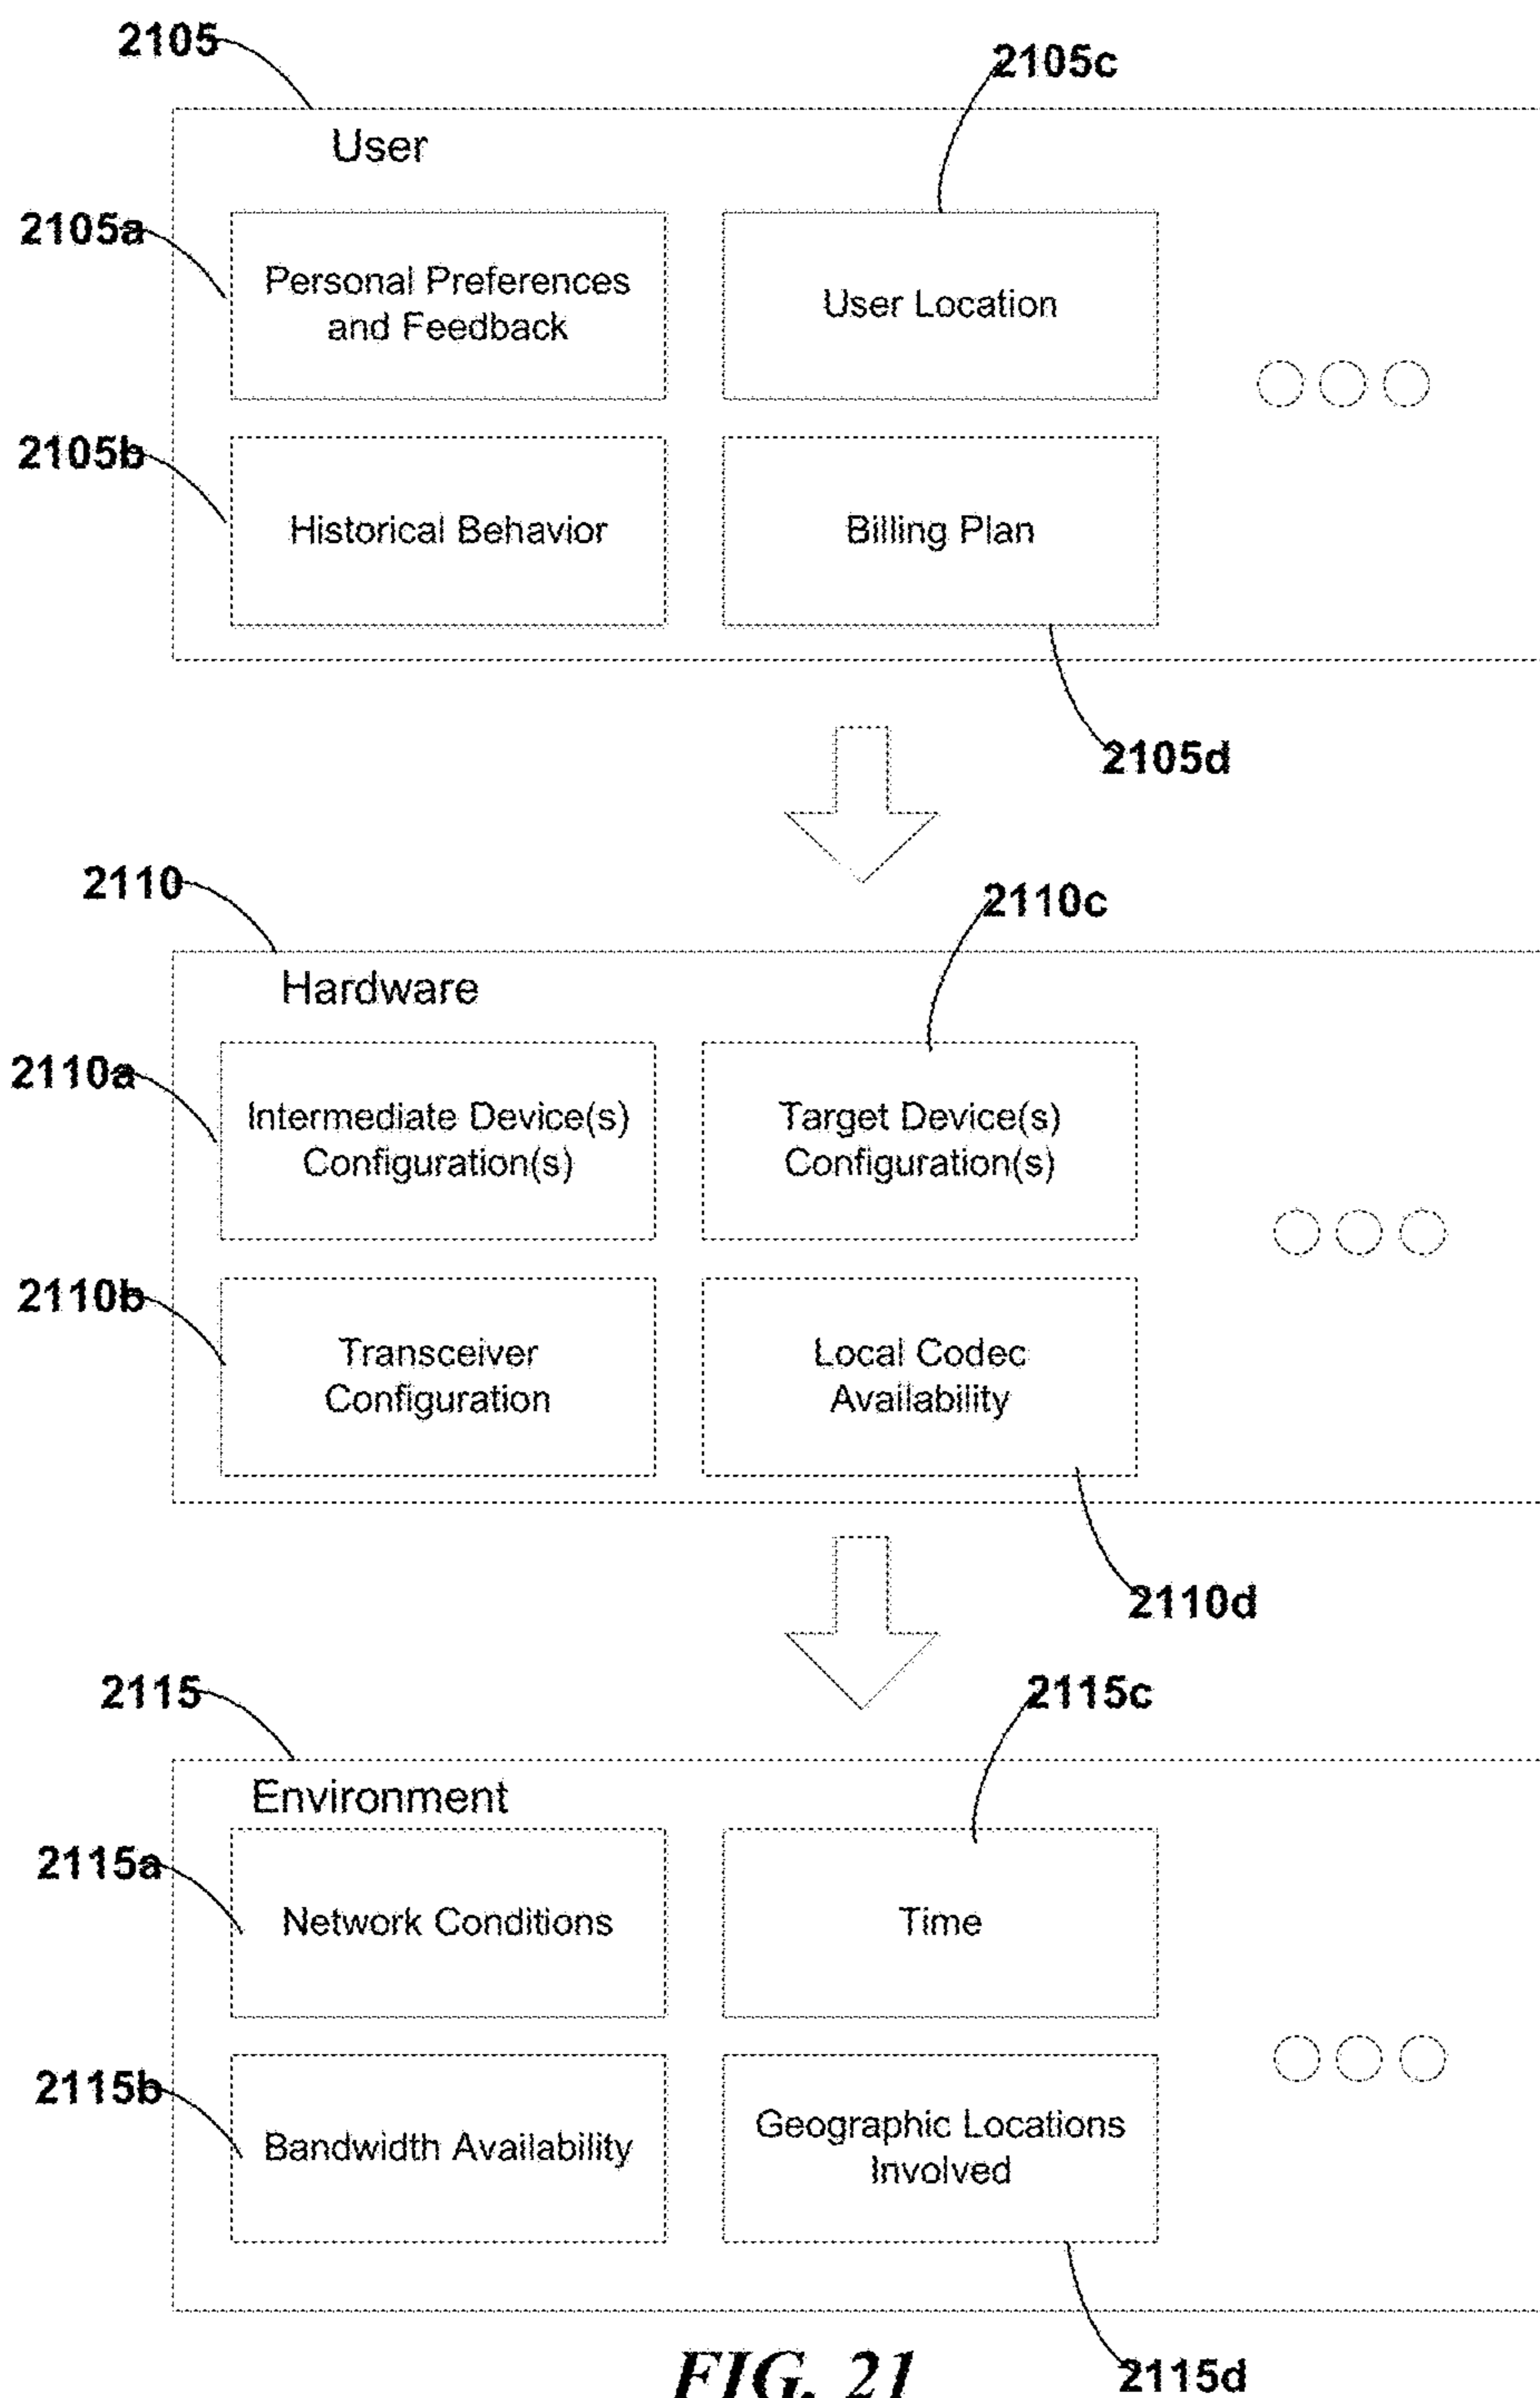 2105
2105c
User
2105a
Personal Preferences
and Feedback
User Location
2105b
Historical Behavior
Billing Plan
2105d
2110
2110c
Hardware
2110a
Intermediate Device(s)
Configuration(s)
Target Device(s)
Configuration(s)
2110b
Transceiver
Configuration
Local Codec
Availability
2110d
2115
2115c
Environment
2115a
Network Conditions
Time
2115b
Bandwidth Availability
Geographic Locations
Involved
2115d
FIG. 21